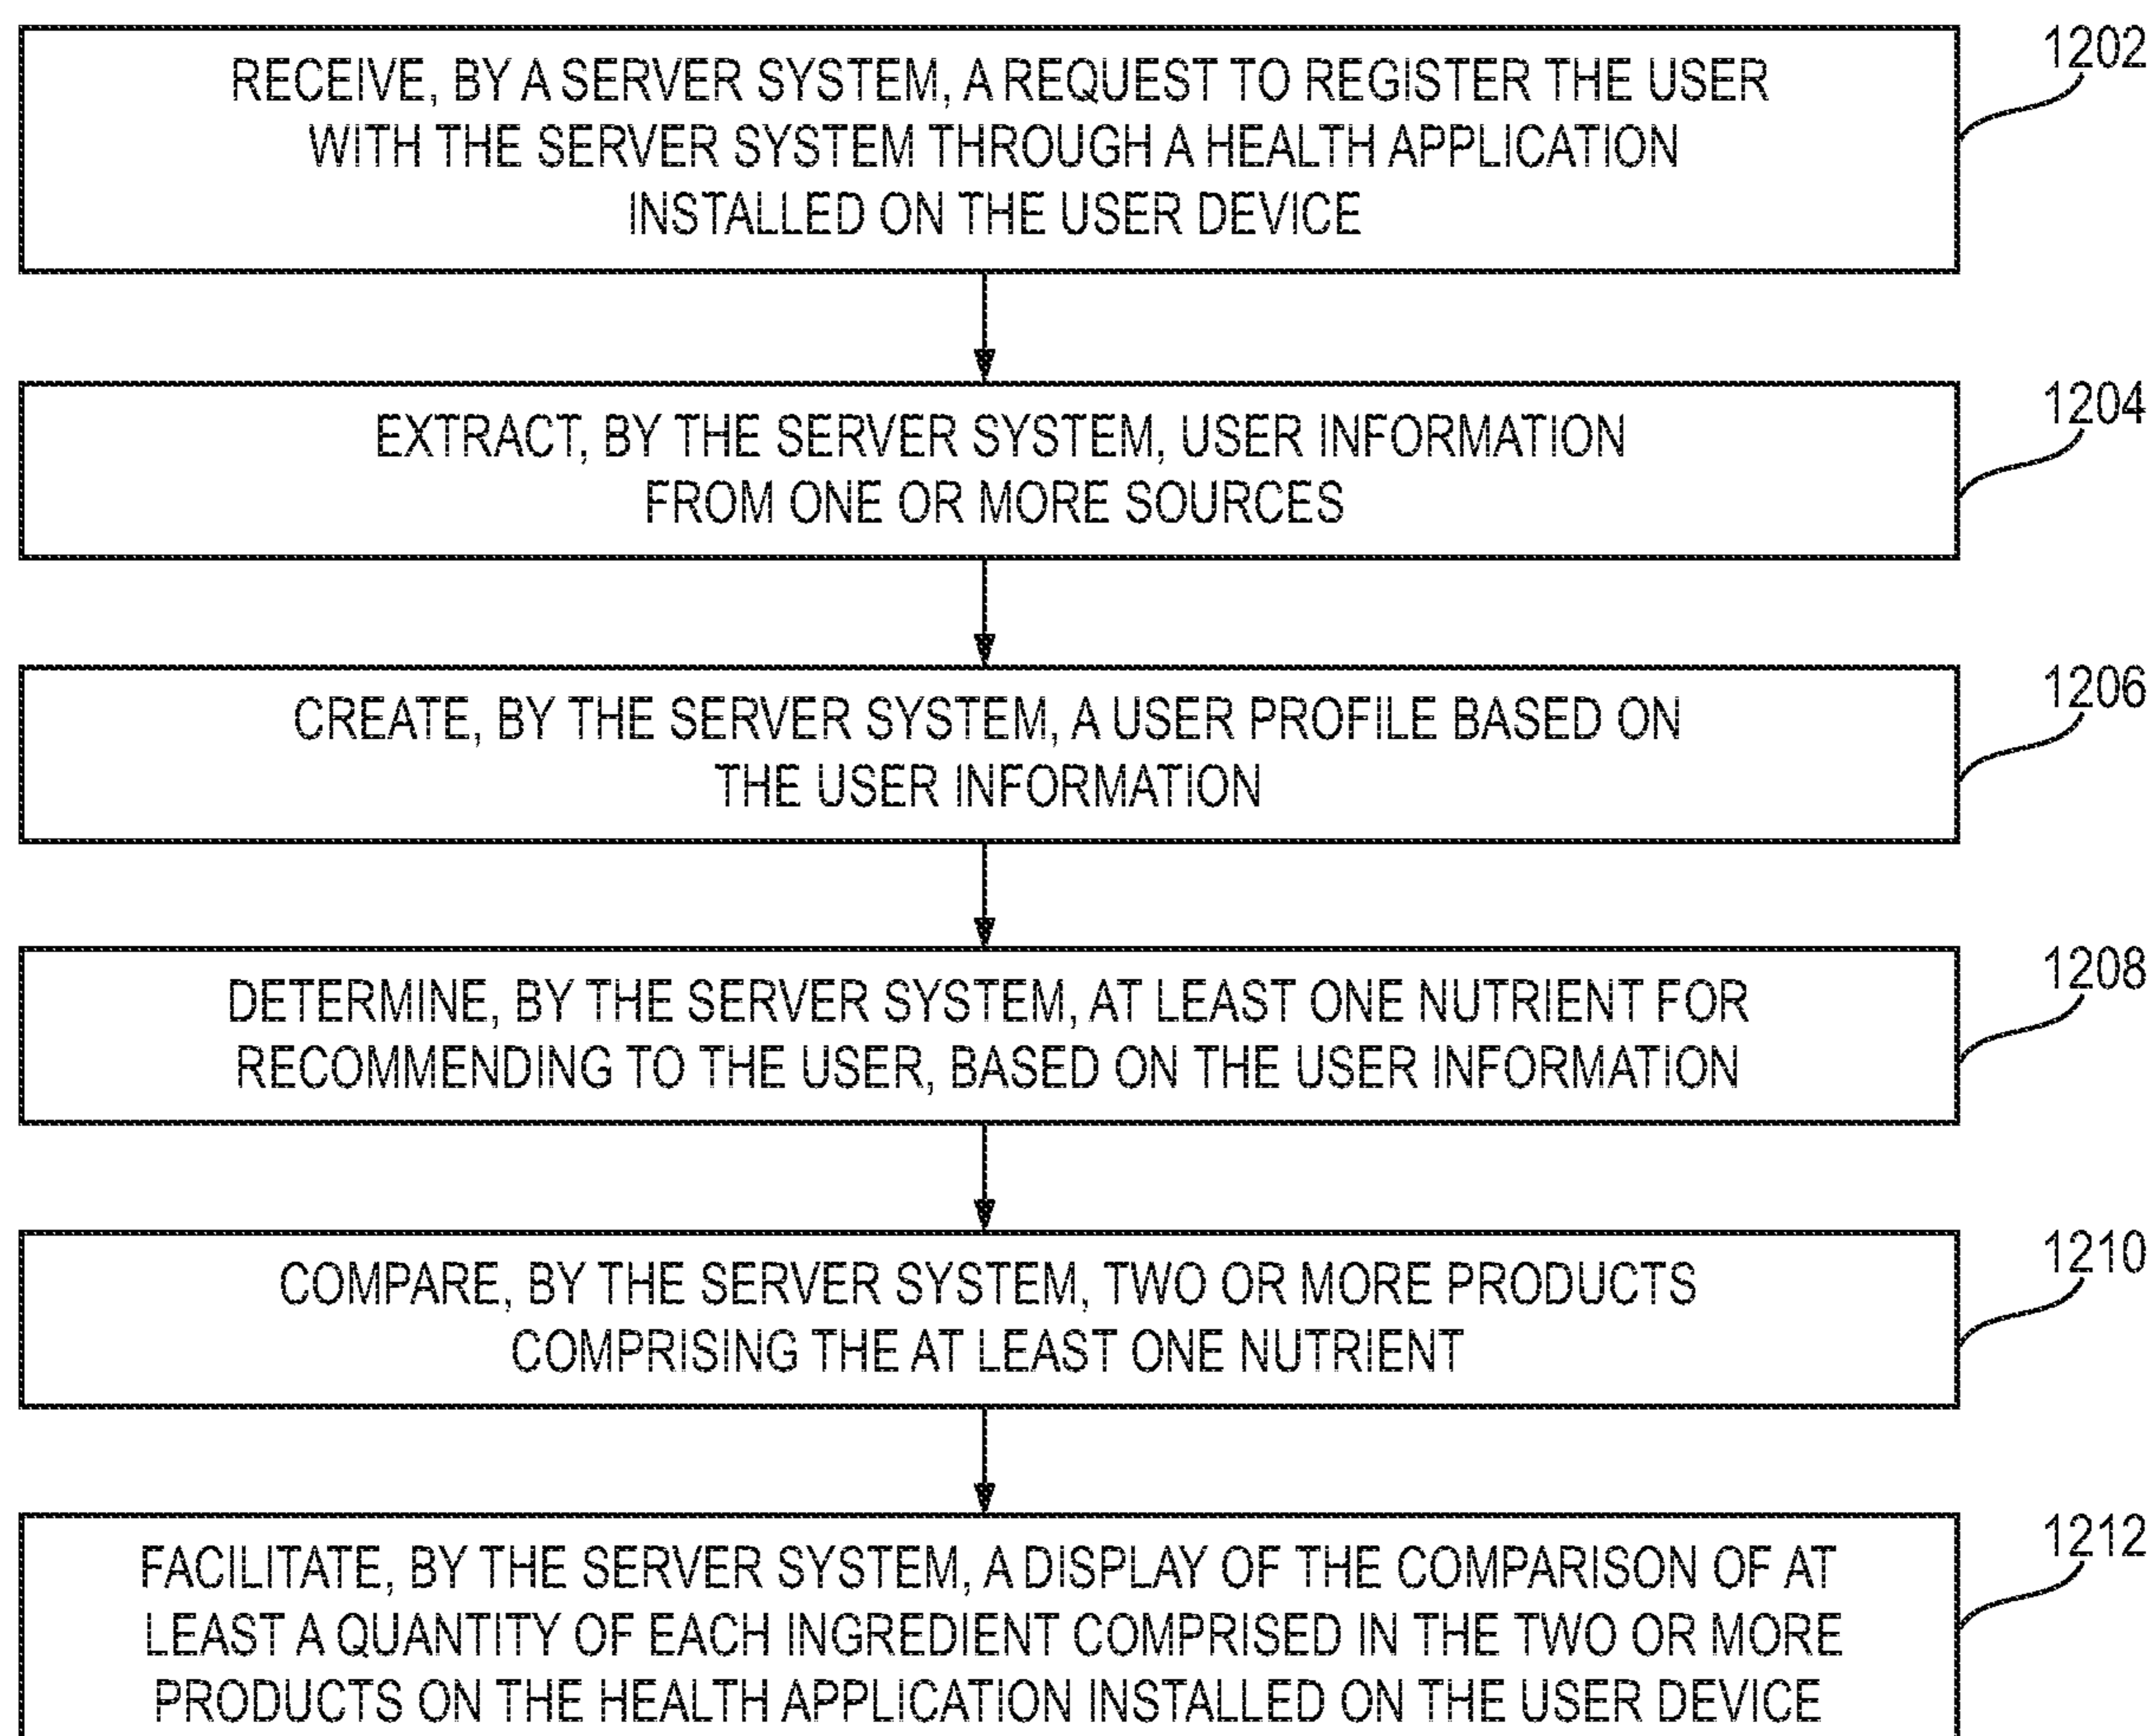 1202
RECEIVE, BY A SERVER SYSTEM, A REQUEST TO REGISTER THE USER
WITH THE SERVER SYSTEM THROUGH A HEALTH APPLICATION
INSTALLED ON THE USER DEVICE
1204
EXTRACT, BY THE SERVER SYSTEM, USER INFORMATION
FROM ONE OR MORE SOURCES
1206
CREATE, BY THE SERVER SYSTEM, A USER PROFILE BASED ON
THE USER INFORMATION
1208
DETERMINE, BY THE SERVER SYSTEM, AT LEAST ONE NUTRIENT FOR
RECOMMENDING TO THE USER, BASED ON THE USER INFORMATION
1210
COMPARE, BY THE SERVER SYSTEM, TWO OR MORE PRODUCTS
COMPRISING THE AT LEAST ONE NUTRIENT
1212
FACILITATE, BY THE SERVER SYSTEM, A DISPLAY OF THE COMPARISON OF AT
LEAST A QUANTITY OF EACH INGREDIENT COMPRISED IN THE TWO OR MORE
PRODUCTS ON THE HEALTH APPLICATION INSTALLED ON THE USER DEVICE